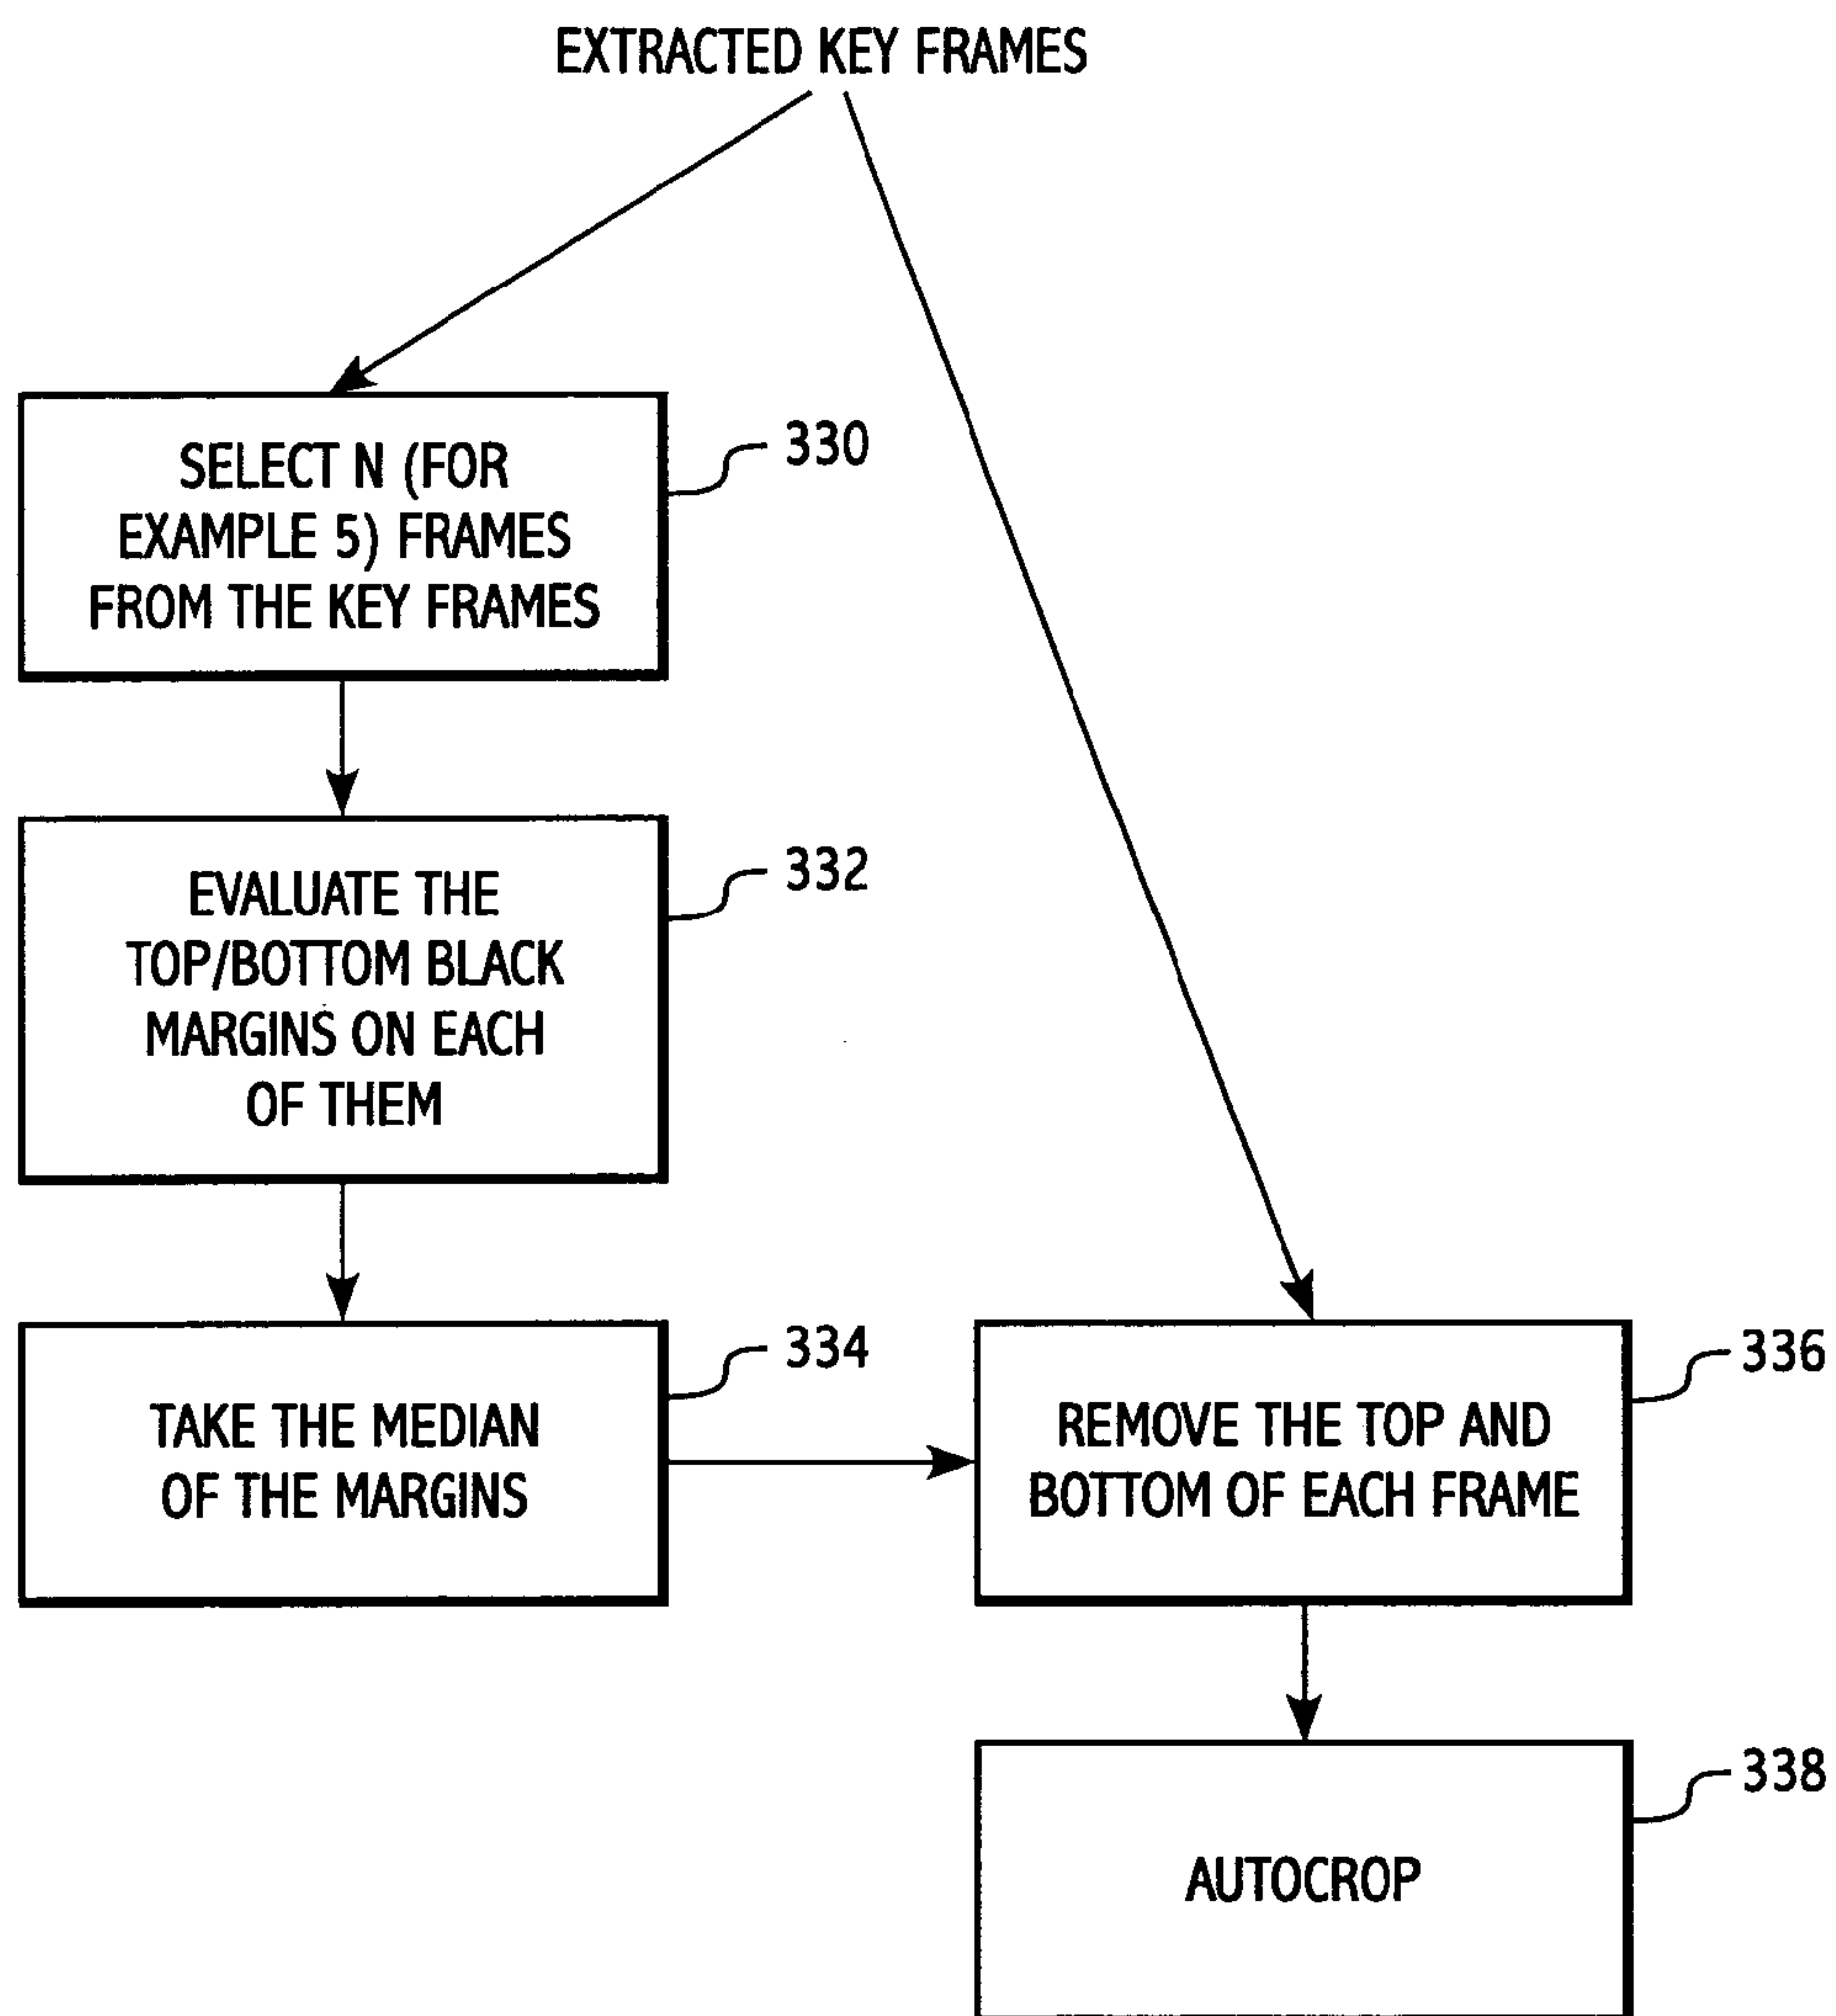 EXTRACTED KEY FRAMES
SELECT N (FOR
EXAMPLE 5) FRAMES
FROM THE KEY FRAMES
330
EVALUATE THE
TOP/BOTTOM BLACK
MARGINS ON EACH
OF THEM
332
TAKE THE MEDIAN
OF THE MARGINS
334
REMOVE THE TOP AND
BOTTOM OF EACH FRAME
336
AUTOCROP
338